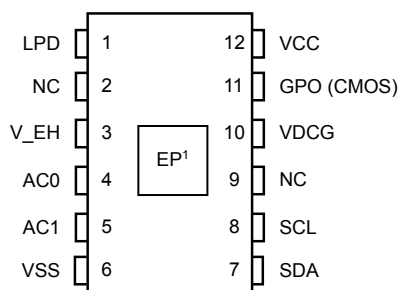 LPD 1 12 VCC
NC 2 11 GPO (CMOS)
V_EH 3 10 VDCG
EP¹
AC0 4 9 NC
AC1 5 8 SCL
VSS 6 7 SDA